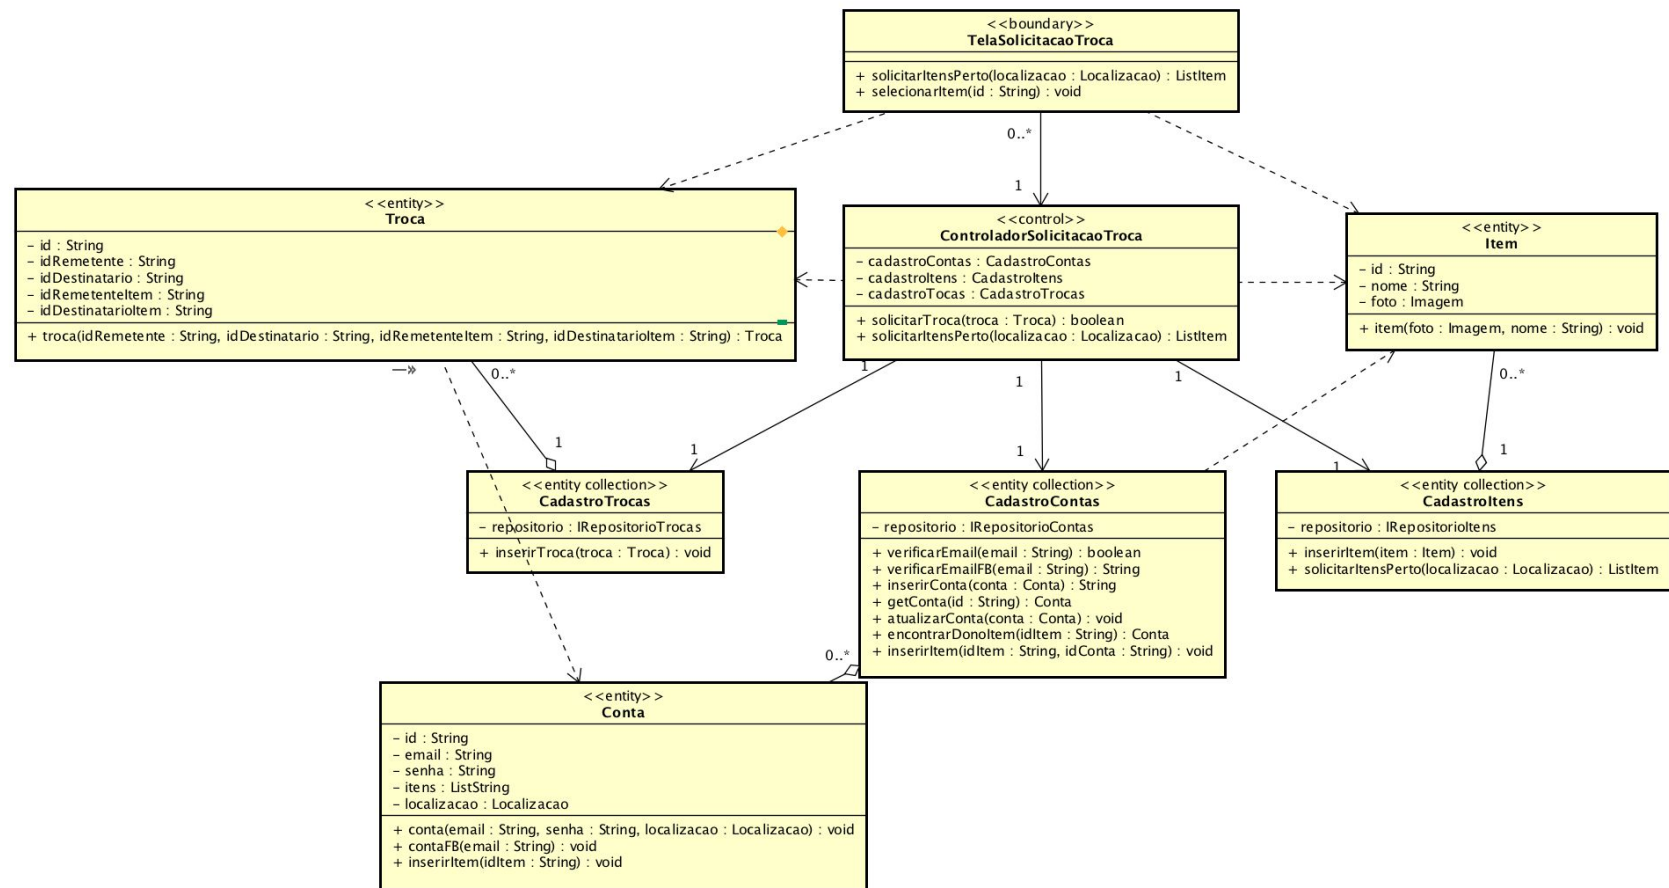 <<boundary>>
TelaSolicitacaoTroca
+ solicitarItensPerto(localizacao : Localizacao) : ListItem
+ selecionarItem(id : String) : void
0..*
1
<<entity>>
Troca
– id : String
– idRemetente : String
– idDestinatario : String
– idRemetenteItem : String
– idDestinatarioItem : String
+ troca(idRemetente : String, idDestinatario : String, idRemetenteItem : String, idDestinatarioItem : String) : Troca
<<control>>
ControladorSolicitacaoTroca
– cadastroContas : CadastroContas
– cadastroItens : CadastroItens
– cadastroTocas : CadastroTrocas
+ solicitarTroca(troca : Troca) : boolean
+ solicitarItensPerto(localizacao : Localizacao) : ListItem
<<entity>>
Item
– id : String
– nome : String
– foto : Imagem
+ item(foto : Imagem, nome : String) : void
0..*
1
1
1
0..*
1
1
1
1
1
<<entity collection>>
CadastroTrocas
– repositorio : IRepositorioTrocas
+ inserirTroca(troca : Troca) : void
<<entity collection>>
CadastroContas
– repositorio : IRepositorioContas
+ verificarEmail(email : String) : boolean
+ verificarEmailFB(email : String) : String
+ inserirConta(conta : Conta) : String
+ getConta(id : String) : Conta
+ atualizarConta(conta : Conta) : void
+ encontrarDonoItem(idItem : String) : Conta
+ inserirItem(idItem : String, idConta : String) : void
<<entity collection>>
CadastroItens
– repositorio : IRepositorioItens
+ inserirItem(item : Item) : void
+ solicitarItensPerto(localizacao : Localizacao) : ListItem
0..*
<<entity>>
Conta
– id : String
– email : String
– senha : String
– itens : ListString
– localizacao : Localizacao
+ conta(email : String, senha : String, localizacao : Localizacao) : void
+ contaFB(email : String) : void
+ inserirItem(idItem : String) : void